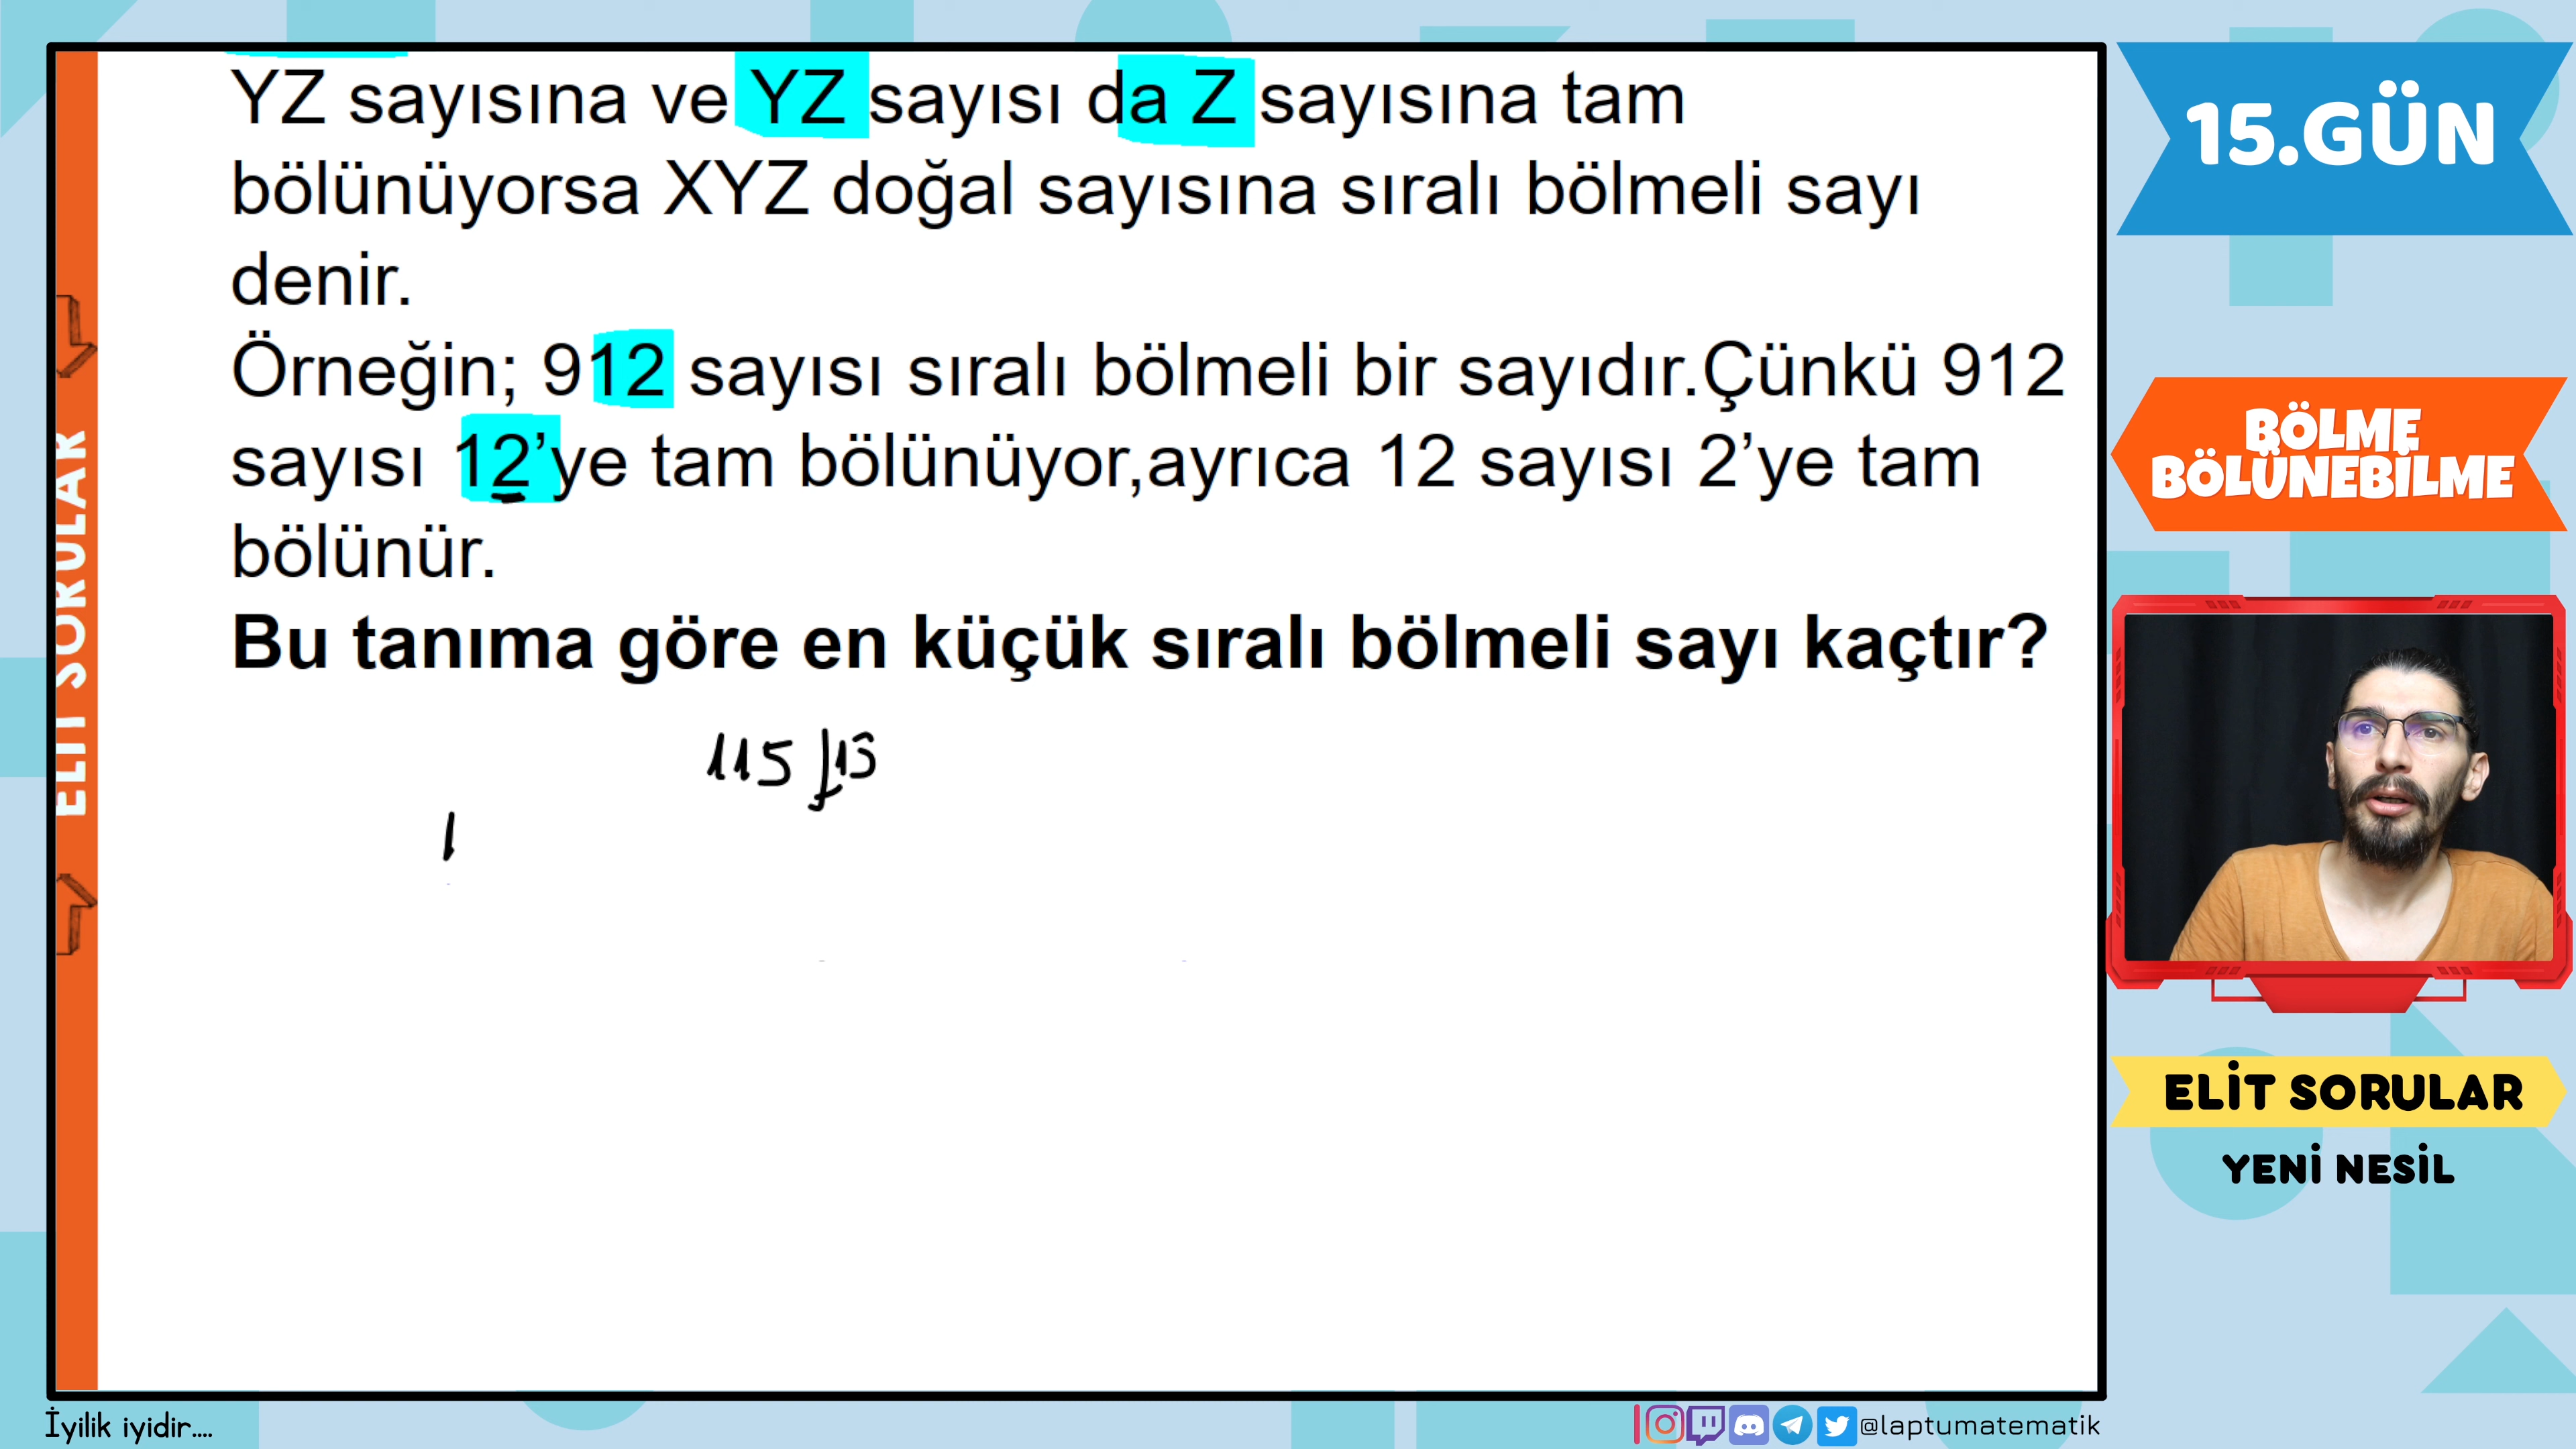 YZ sayısına ve YZ sayısı da Z sayısına tam
bölünüyorsa XYZ doğal sayısına sıralı bölmeli sayı
denir.
Örneğin; 912 sayısı sıralı bölmeli bir sayıdır.Çünkü 912
sayısı 12’ye tam bölünüyor,ayrıca 12 sayısı 2’ye tam
bölünür.
Bu tanıma göre en küçük sıralı bölmeli sayı kaçtır?
115
1
ELİT SORULAR
15.GÜN
BÖLME
BÖLÜNEBİLME
ELİT SORULAR
YENİ NESİL
İyilik iyidir....
@laptumatematik